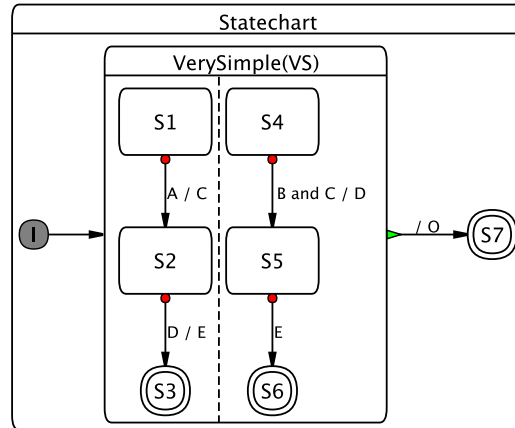 Statechart
VerySimple(VS)
S1 S4
A / C B and C / D
I S2 S5 / O S7
D / E E
S3 S6